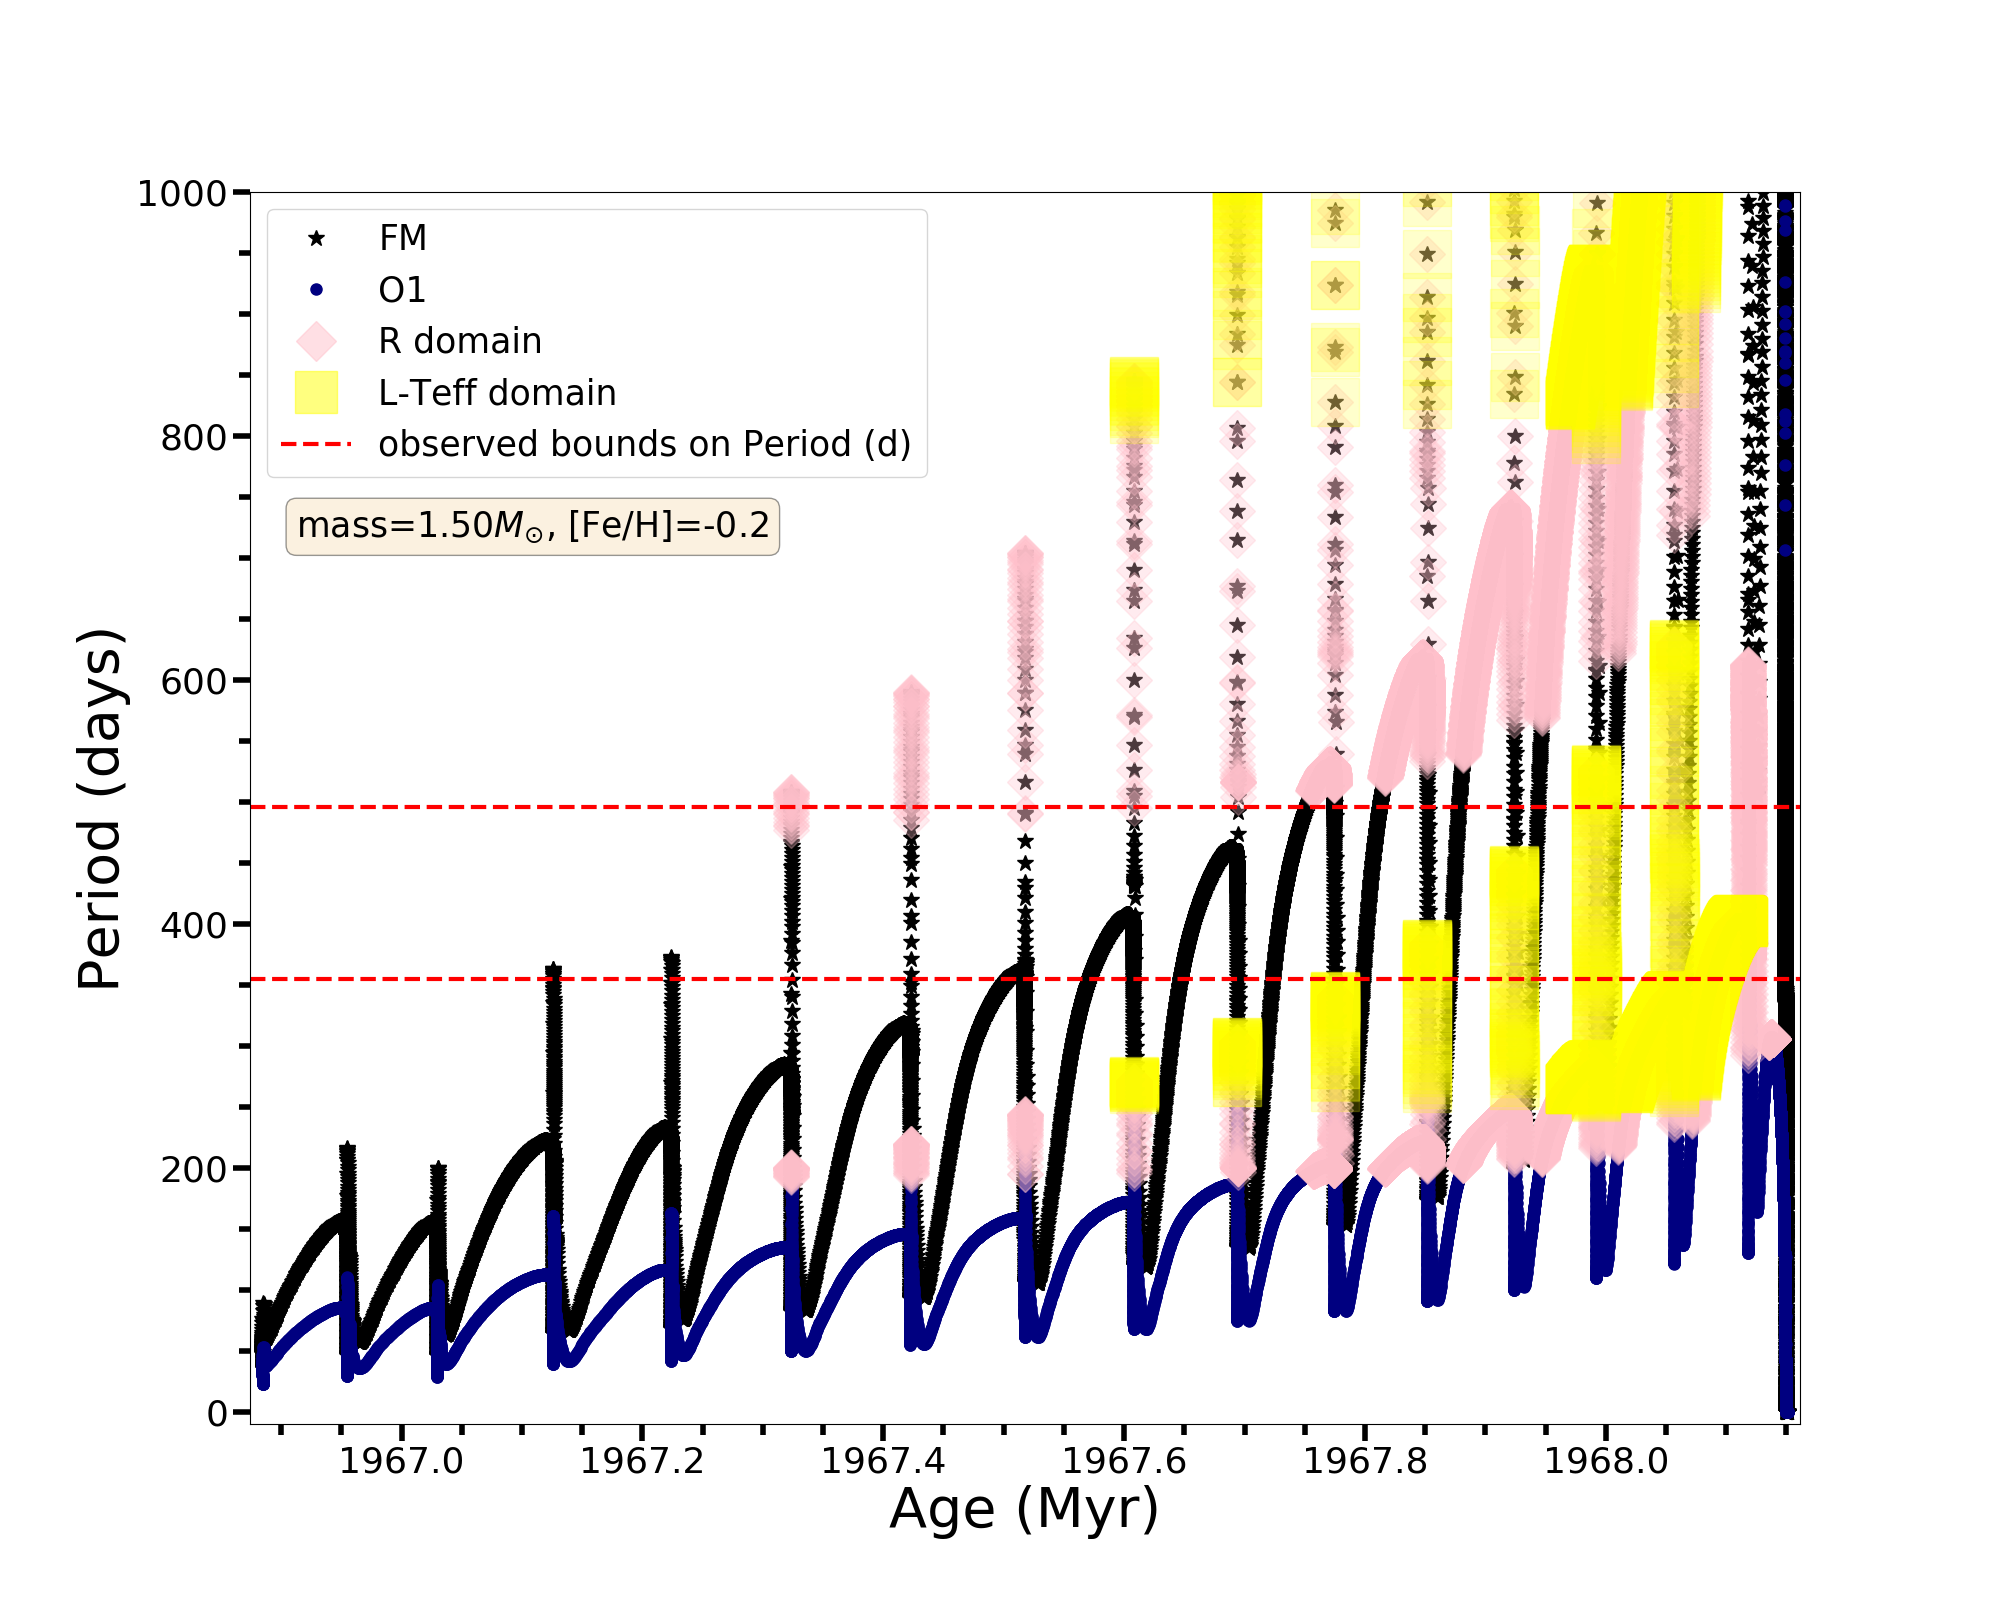 1000
800
600
400
200
0
Period (days)
FM
O1
R domain
L-Teff domain
observed bounds on Period (d)
mass=1.50M☉, [Fe/H]=-0.2
1967.0 1967.2 1967.4 1967.6 1967.8 1968.0
Age (Myr)